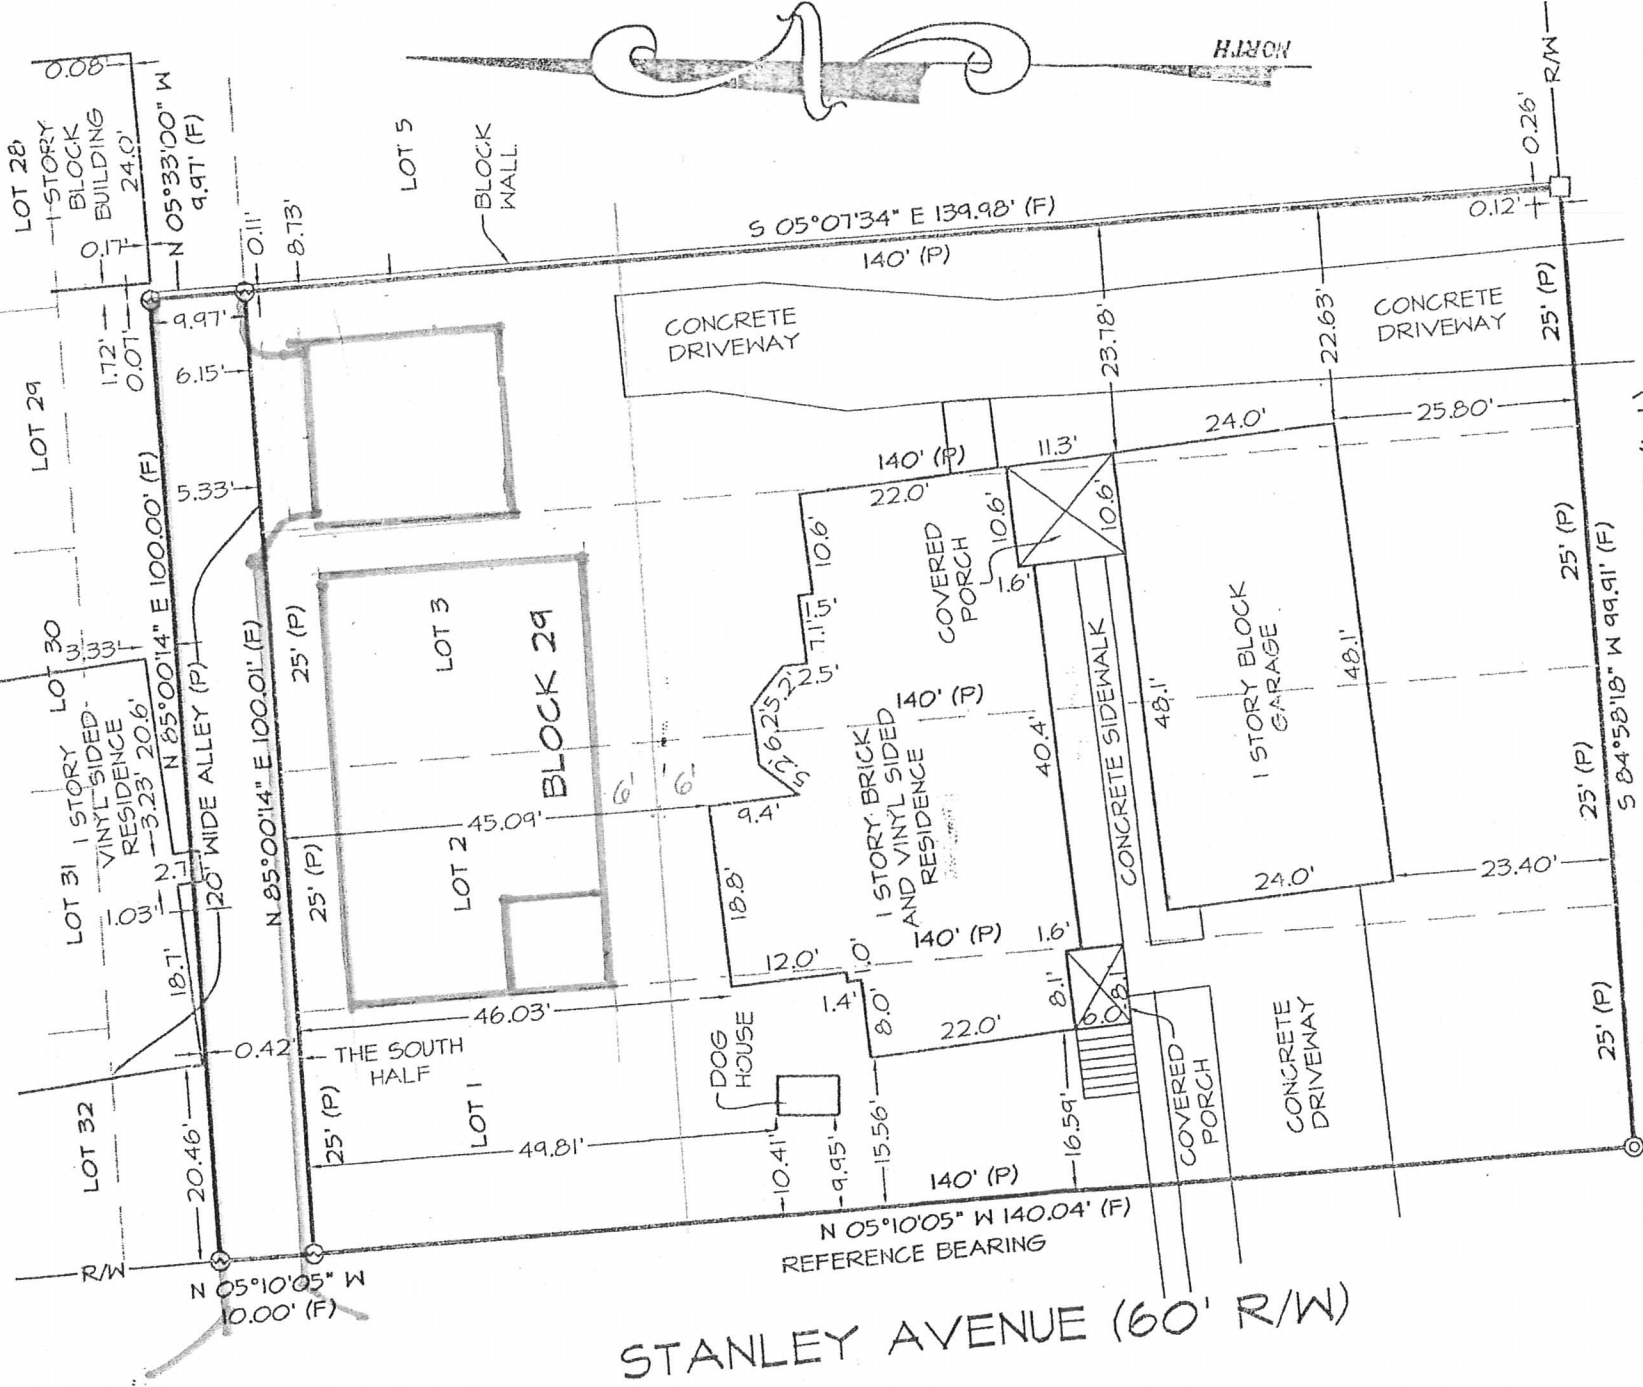 NORTH
R/W
0.08'
LOT 28
1 STORY
BLOCK
BUILDING
24.0'
N 05°33'00" W
9.97' (F)
0.11'
8.73'
LOT 5
BLOCK
WALL
S 05°07'34" E 139.98' (F)
140' (P)
0.26'
0.12'
0.7'
1.72'
0.07'
9.97'
6.15'
5.33'
CONCRETE
DRIVEWAY
23.78'
22.63'
CONCRETE
DRIVEWAY
25' (P)
LOT 29
N 85°00'14" E 100.00' (F)
140' (P)
11.3'
24.0'
25.80'
22.0'
10.6'
10.6'
10.6'
COVERED
PORCH
1.6'
.5'
7.1'
2.5'
5.2'
6.2'
5.2'
140' (P)
25' (P)
S 84°58'18" W 99.91' (F)
LOT 30
3.33'
LOT 31
1 STORY
VINYL SIDED
RESIDENCE
3.23'
20.6'
20' WIDE ALLEY (P)
N 85°00'14" E 100.01' (F)
25' (P)
LOT 3
BLOCK 29
6'
6'
45.09'
9.4'
1 STORY BRICK
AND VINYL SIDED
RESIDENCE
40.4'
CONCRETE SIDEWALK
48.1'
1 STORY BLOCK
GARAGE
48.1'
25' (P)
2.7'
1.03'
18.7'
25' (P)
LOT 2
18.8'
24.0'
23.40'
140' (P)
1.6'
12.0'
1.0'
1.4'
8.0'
8.1'
8.1'
6.0'
46.03'
22.0'
0.42'
THE SOUTH
HALF
DOG
HOUSE
CONCRETE
DRIVEWAY
COVERED
PORCH
25' (P)
LOT 32
20.46'
25' (P)
LOT 1
49.81'
10.41'
9.95'
15.56'
16.59'
140' (P)
N 05°10'05" W 140.04' (F)
REFERENCE BEARING
R/W
N 05°10'05" W
10.00' (F)
STANLEY AVENUE (60' R/W)